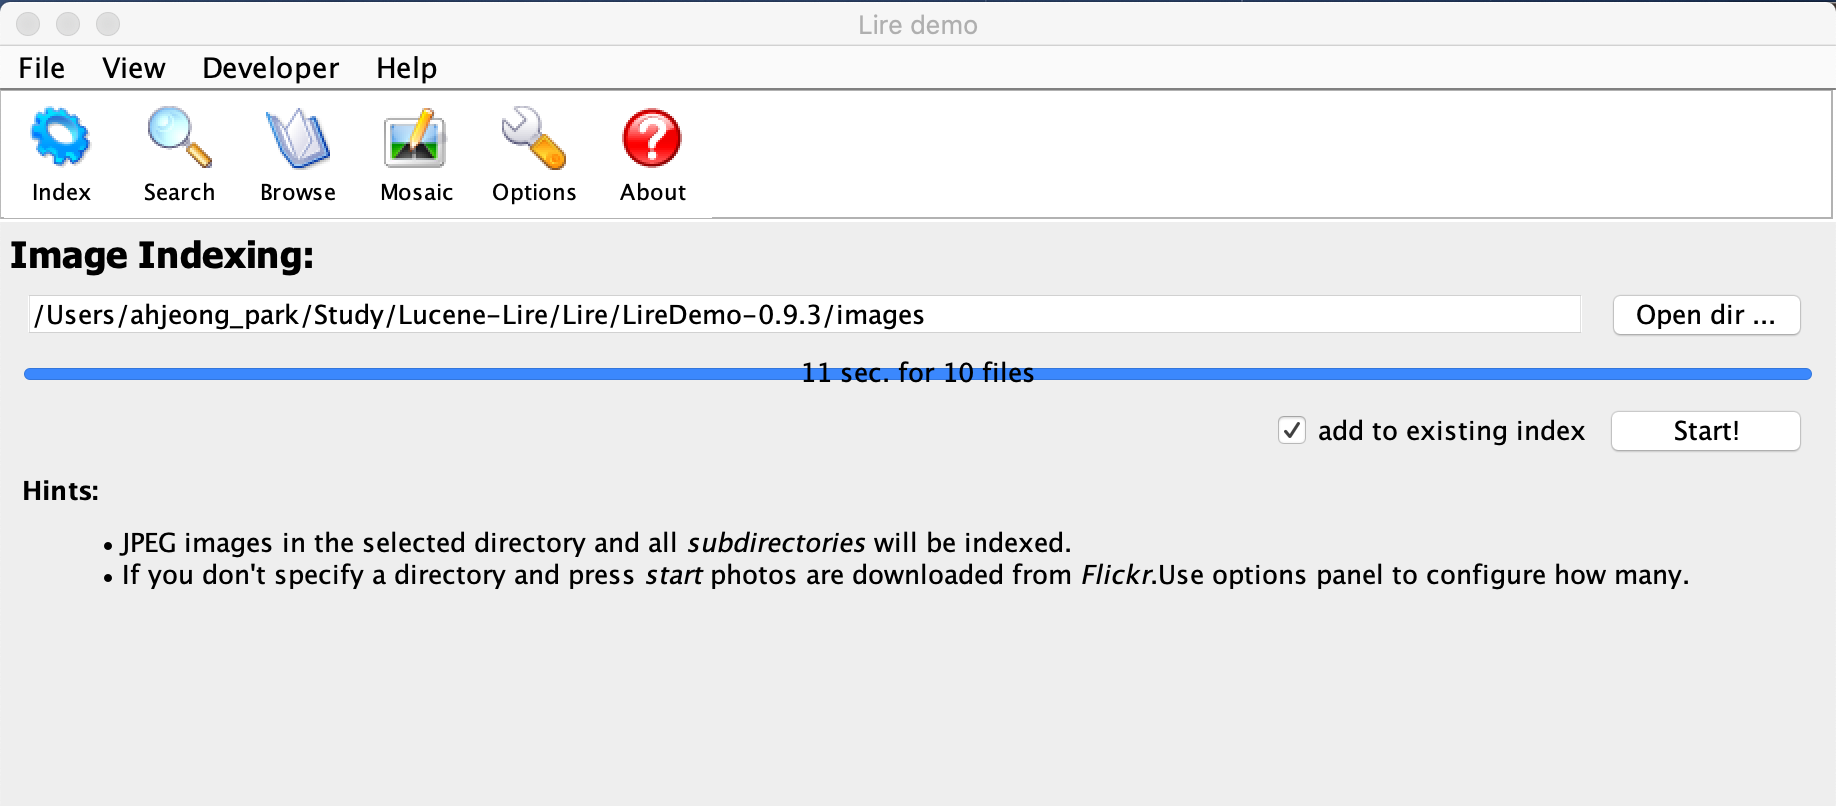 Lire demo
File View Developer Help
Index Search Browse Mosaic Options About
Image Indexing:
/Users/ahjeong_park/Study/Lucene-Lire/Lire/LireDemo-0.9.3/images Open dir ...
11 sec. for 10 files
add to existing index Start!
Hints:
• JPEG images in the selected directory and all subdirectories will be indexed.
• If you don't specify a directory and press start photos are downloaded from Flickr.Use options panel to configure how many.